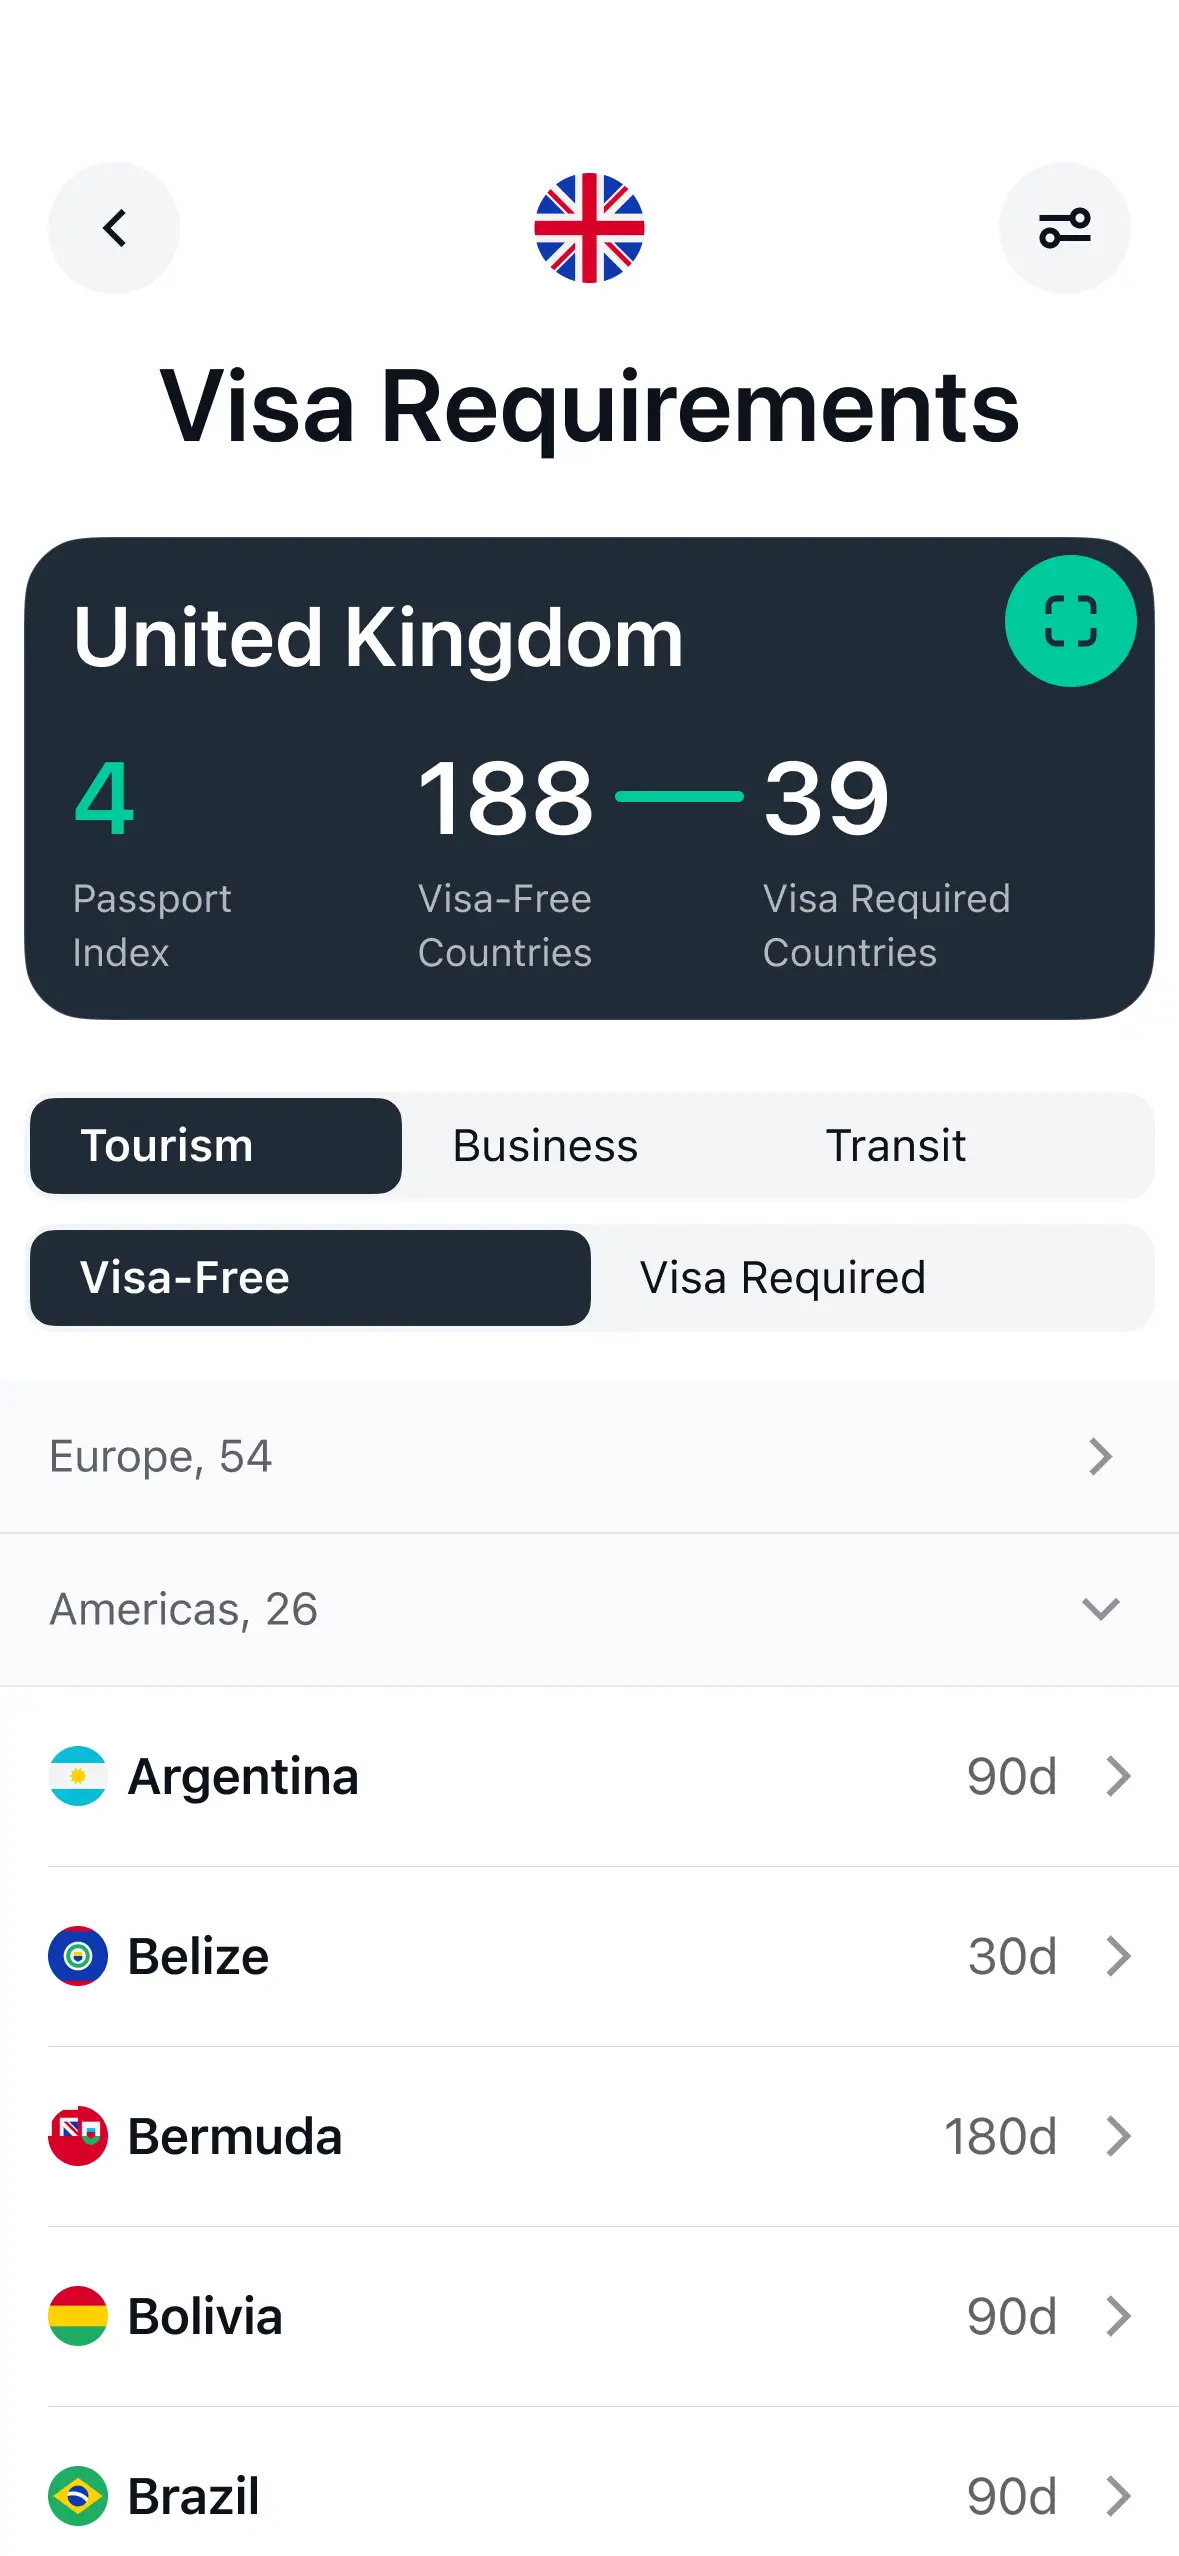 Visa Requirements
United Kingdom
4
188
39
Passport
Index
Visa-Free
Countries
Visa Required
Countries
Tourism
Business
Transit
Visa-Free
Visa Required
Europe, 54
Americas, 26
Argentina 90d
Belize 30d
Bermuda 180d
Bolivia 90d
Brazil 90d